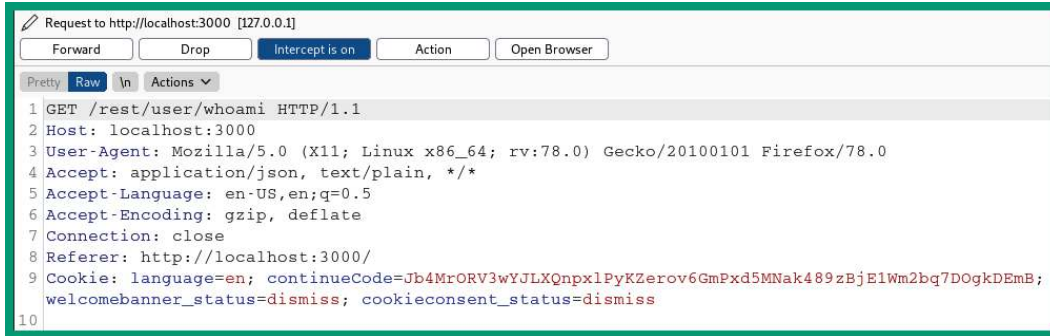 Request to http://localhost:3000 [127.0.0.1]
Forward Drop Intercept is on Action Open Browser
Pretty Raw \n Actions
1 GET /rest/user/whoami HTTP/1.1
2 Host: localhost:3000
3 User-Agent: Mozilla/5.0 (X11; Linux x86_64; rv:78.0) Gecko/20100101 Firefox/78.0
4 Accept: application/json, text/plain, */*
5 Accept-Language: en-US,en;q=0.5
6 Accept-Encoding: gzip, deflate
7 Connection: close
8 Referer: http://localhost:3000/
9 Cookie: language=en; continueCode=Jb4MrORV3wYJLXQnpxlPyKZerov6GmPxd5MNak489zBjE1Wm2bq7DOgkDEmB;
welcomebanner_status=dismiss; cookieconsent_status=dismiss
10